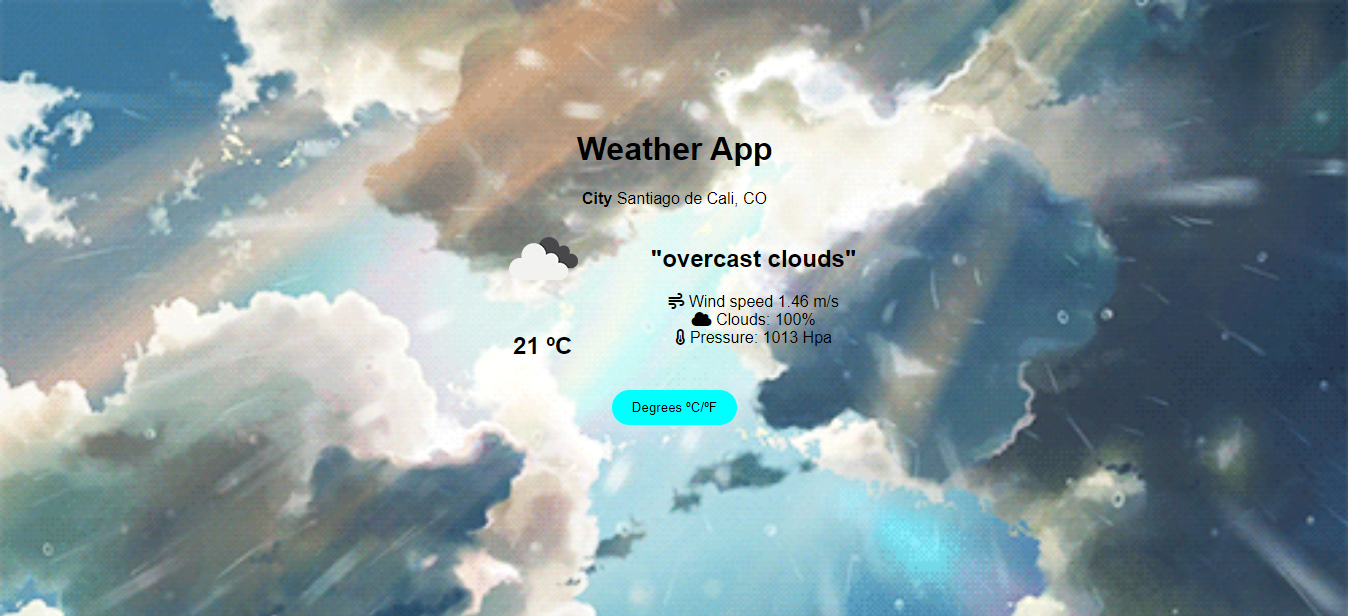 Weather App
City Santiago de Cali, CO
"overcast clouds"
Wind speed 1.46 m/s
Clouds: 100%
Pressure: 1013 Hpa
21 ºC
Degrees ºC/ºF